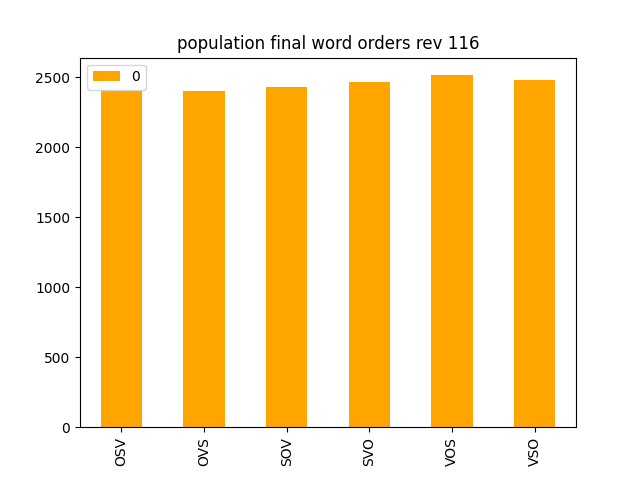 population final word orders rev 116
0
2500
2000
1500
1000
500
0
OSV
OVS
SOV
SVO
VOS
VSO